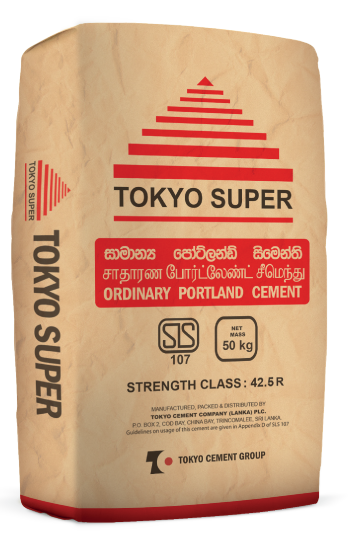 TOKYO SUPER
සාමාන්‍ය පෝට්ලන්ඩ් සිමෙන්ති
சாதாரண போர்ட்லேண்ட் சீமெந்து
ORDINARY PORTLAND CEMENT
SLS
107
NET
MASS
50 kg
STRENGTH CLASS : 42.5 R
MANUFACTURED, PACKED & DISTRIBUTED BY
TOKYO CEMENT COMPANY (LANKA) PLC.
P.O. BOX 2, COD BAY, CHINA BAY, TRINCOMALEE, SRI LANKA.
Guidelines on usage of this cement are given in Appendix D of SLS 107
TOKYO CEMENT GROUP
TOKYO SUPER
TOKYO SUPER